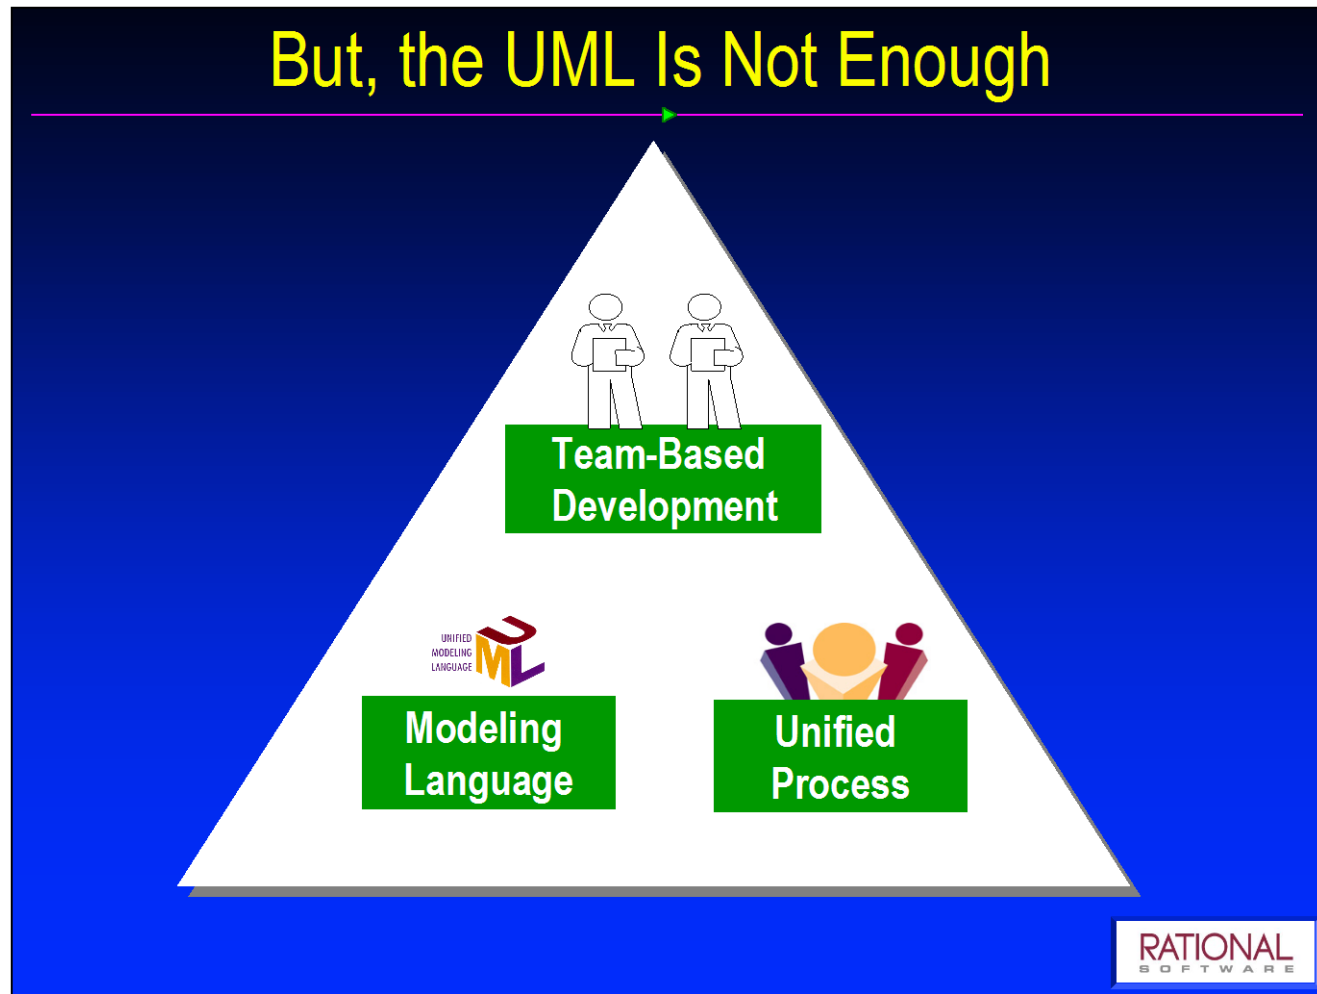 But, the UML Is Not Enough
Team-Based
Development
UNIFIED
MODELING
LANGUAGE
UML
Modeling
Language
Unified
Process
RATIONAL
SOFTWARE